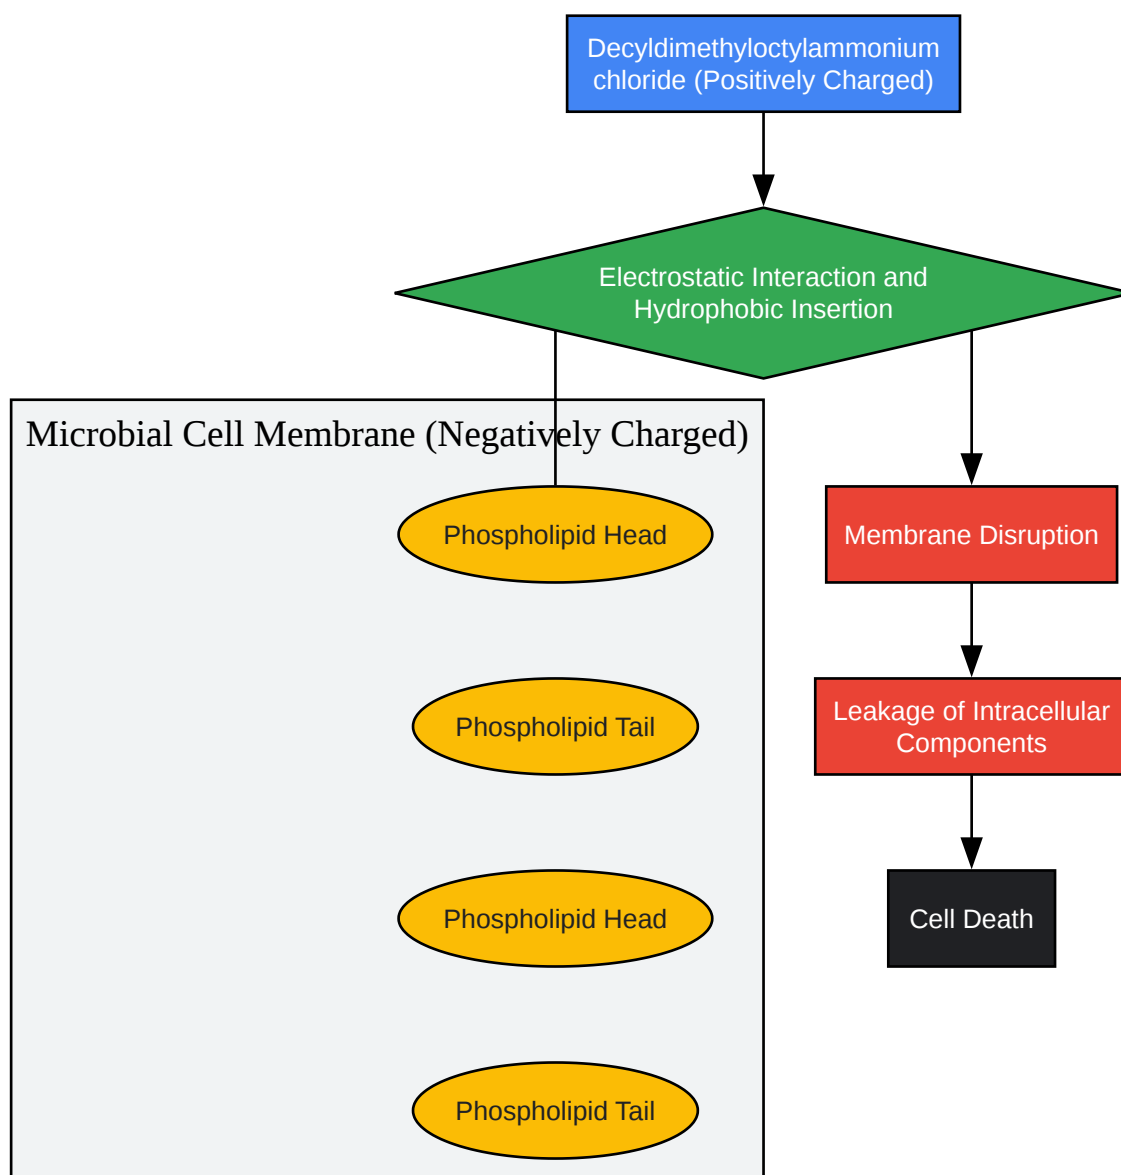 Decyldimethyloctylammonium
chloride (Positively Charged)
Electrostatic Interaction and
Hydrophobic Insertion
Microbial Cell Membrane (Negatively Charged)
Phospholipid Head
Membrane Disruption
Phospholipid Tail
Leakage of Intracellular
Components
Phospholipid Head
Cell Death
Phospholipid Tail